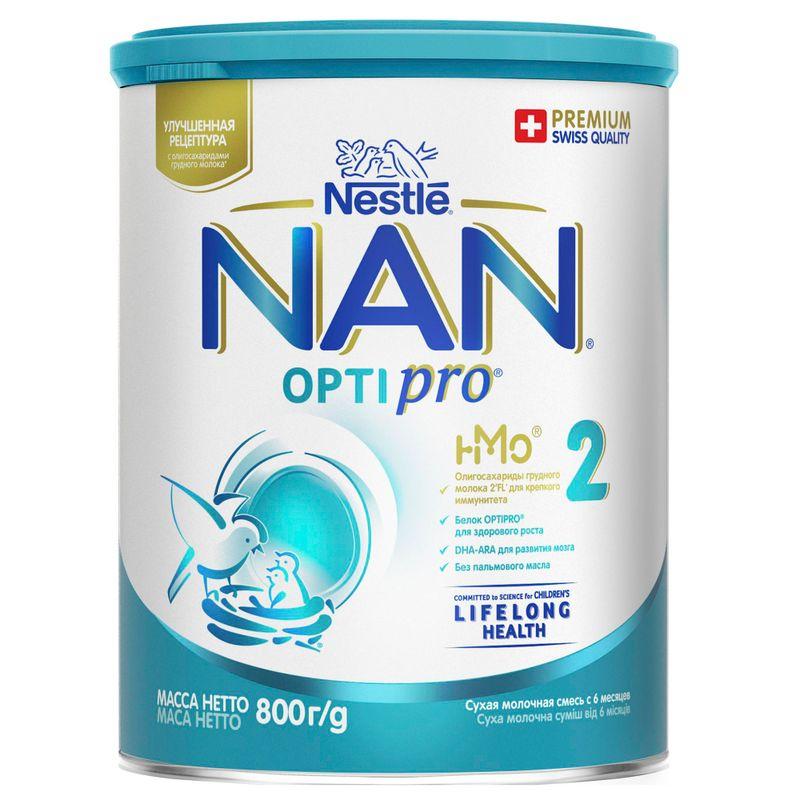 УЛУЧШЕННАЯ
РЕЦЕПТУРА
с олигосахаридами
грудного молока*
PREMIUM
SWISS QUALITY
Nestlé®
NAN®
OPTIpro®
HMO®
2
Олигосахариды грудного
молока 2'FL* для крепкого
иммунитета
Белок OPTIPRO®
для здорового роста
DHA-ARA для развития мозга
Без пальмового масла
COMMITTED to SCIENCE for CHILDREN'S
LIFELONG
HEALTH
МАССА НЕТТО
МАСА НЕТТО
800г/g
Сухая молочная смесь с 6 месяцев
Суха молочна суміш від 6 місяців